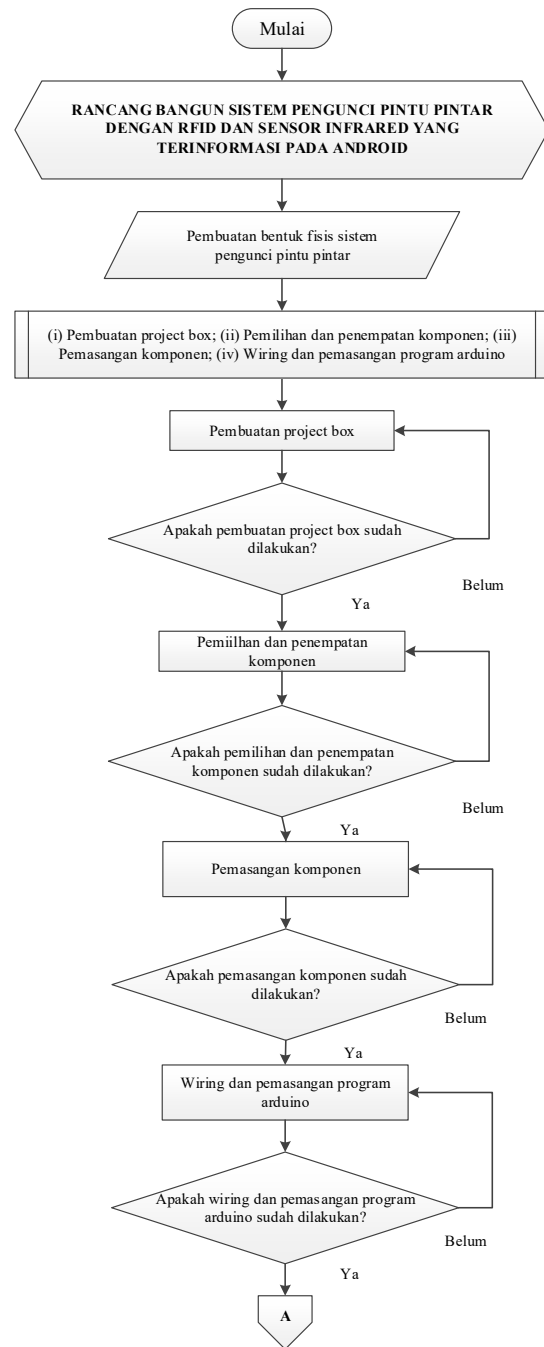 Mulai
RANCANG BANGUN SISTEM PENGUNCI PINTU PINTAR
DENGAN RFID DAN SENSOR INFRARED YANG
TERINFORMASI PADA ANDROID
Pembuatan bentuk fisis sistem
pengunci pintu pintar
(i) Pembuatan project box; (ii) Pemilihan dan penempatan komponen; (iii)
Pemasangan komponen; (iv) Wiring dan pemasangan program arduino
Pembuatan project box
Apakah pembuatan project box sudah
dilakukan?
Belum
Ya
Pemiilhan dan penempatan
komponen
Apakah pemilihan dan penempatan
komponen sudah dilakukan?
Belum
Ya
Pemasangan komponen
Apakah pemasangan komponen sudah
dilakukan?
Belum
Ya
Wiring dan pemasangan program
arduino
Apakah wiring dan pemasangan program
arduino sudah dilakukan?
Belum
Ya
A